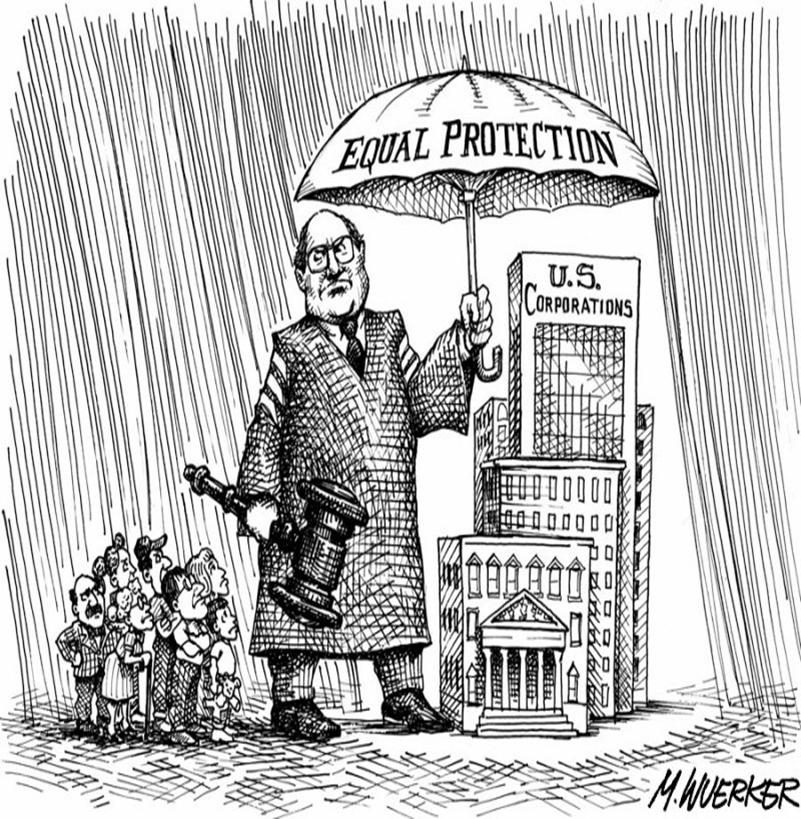 EQUAL PROTECTION
U.S.
CORPORATIONS
M.WUERKER